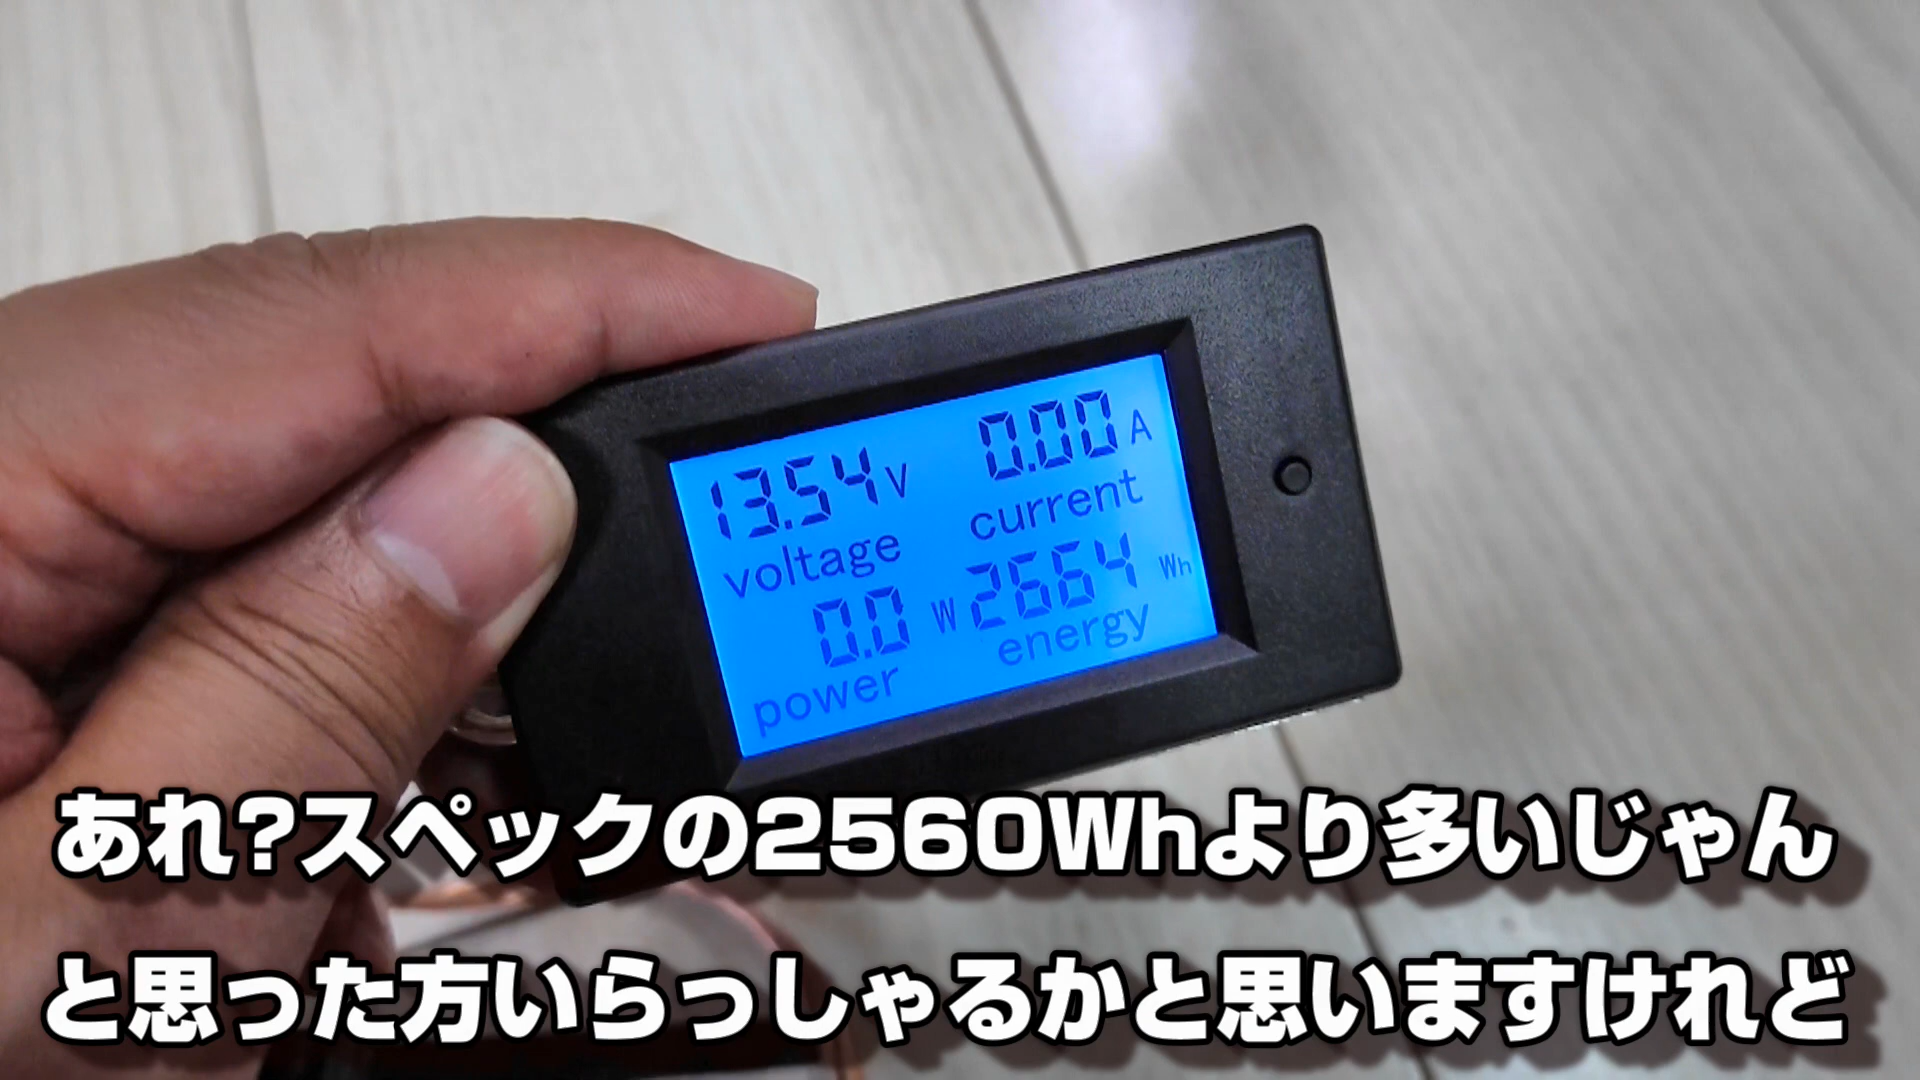 13.54V 0.00A
voltage current
0.0 W 2664 Wh
power energy
あれ?スペックの2560Whより多いじゃん
と思った方いらっしゃるかと思いますけれど